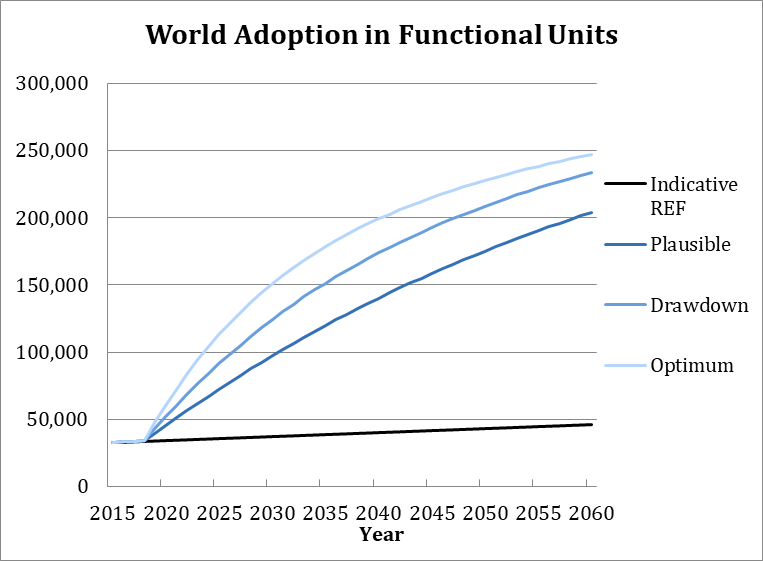 World Adoption in Functional Units
300,000
250,000
200,000
150,000
100,000
50,000
0
2015 2020 2025 2030 2035 2040 2045 2050 2055 2060
Year
Indicative
REF
Plausible
Drawdown
Optimum